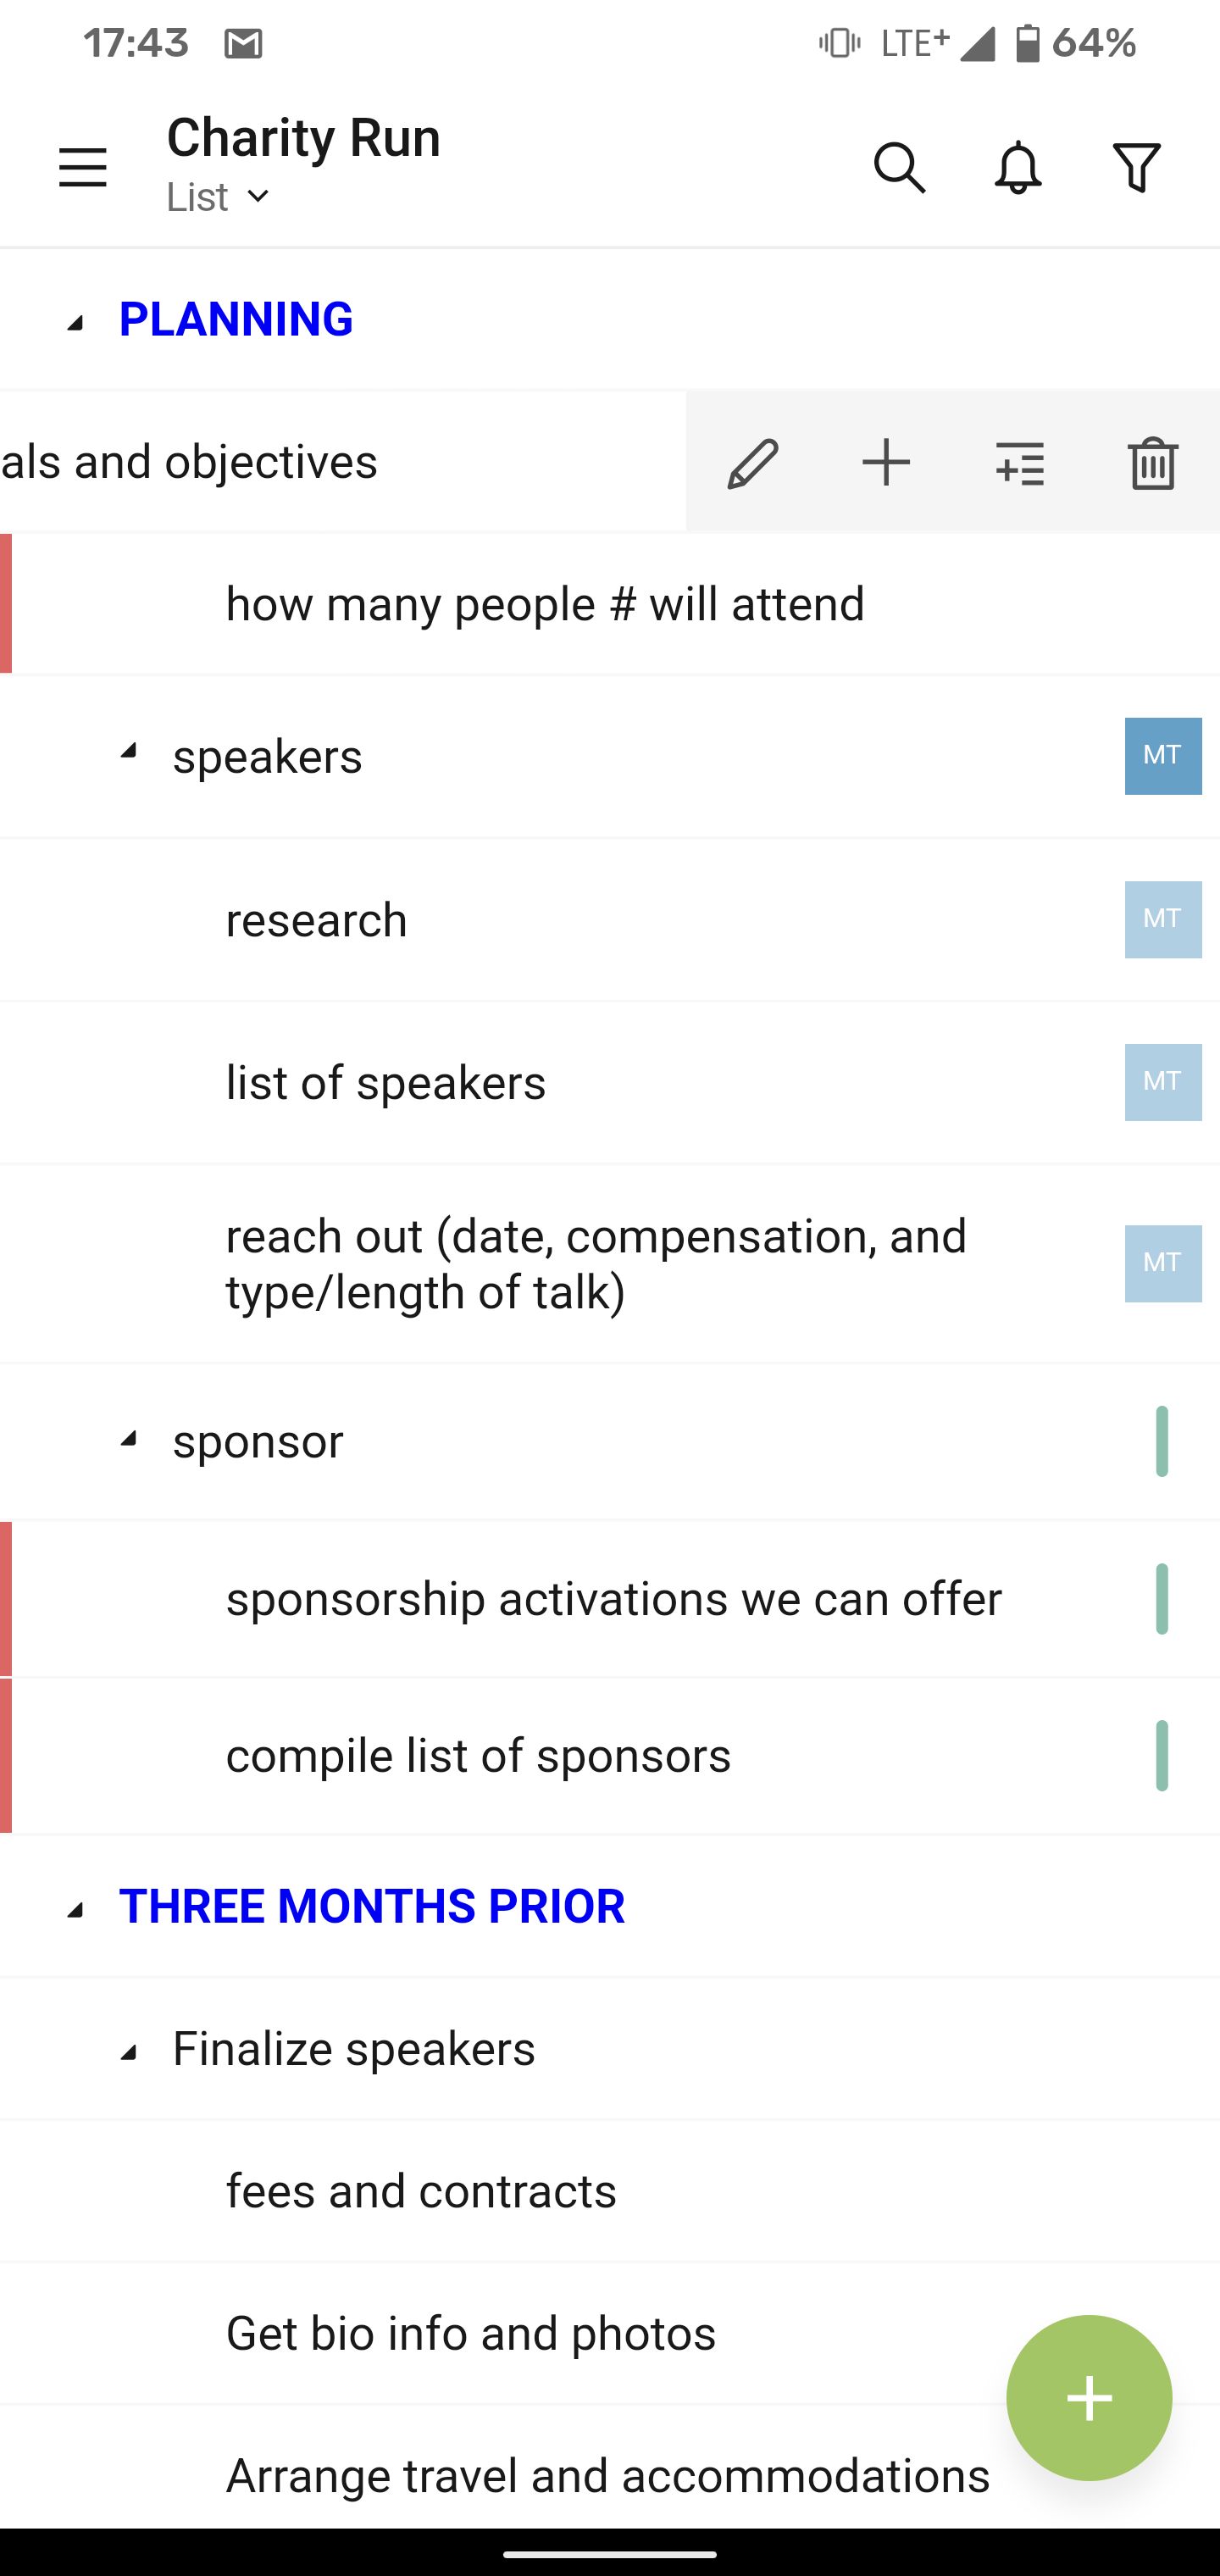 17:43 LTE+ 64%
Charity Run
List
PLANNING
als and objectives
how many people # will attend
speakers
MT
research
MT
list of speakers
MT
reach out (date, compensation, and
type/length of talk)
MT
sponsor
sponsorship activations we can offer
compile list of sponsors
THREE MONTHS PRIOR
Finalize speakers
fees and contracts
Get bio info and photos
Arrange travel and accommodations